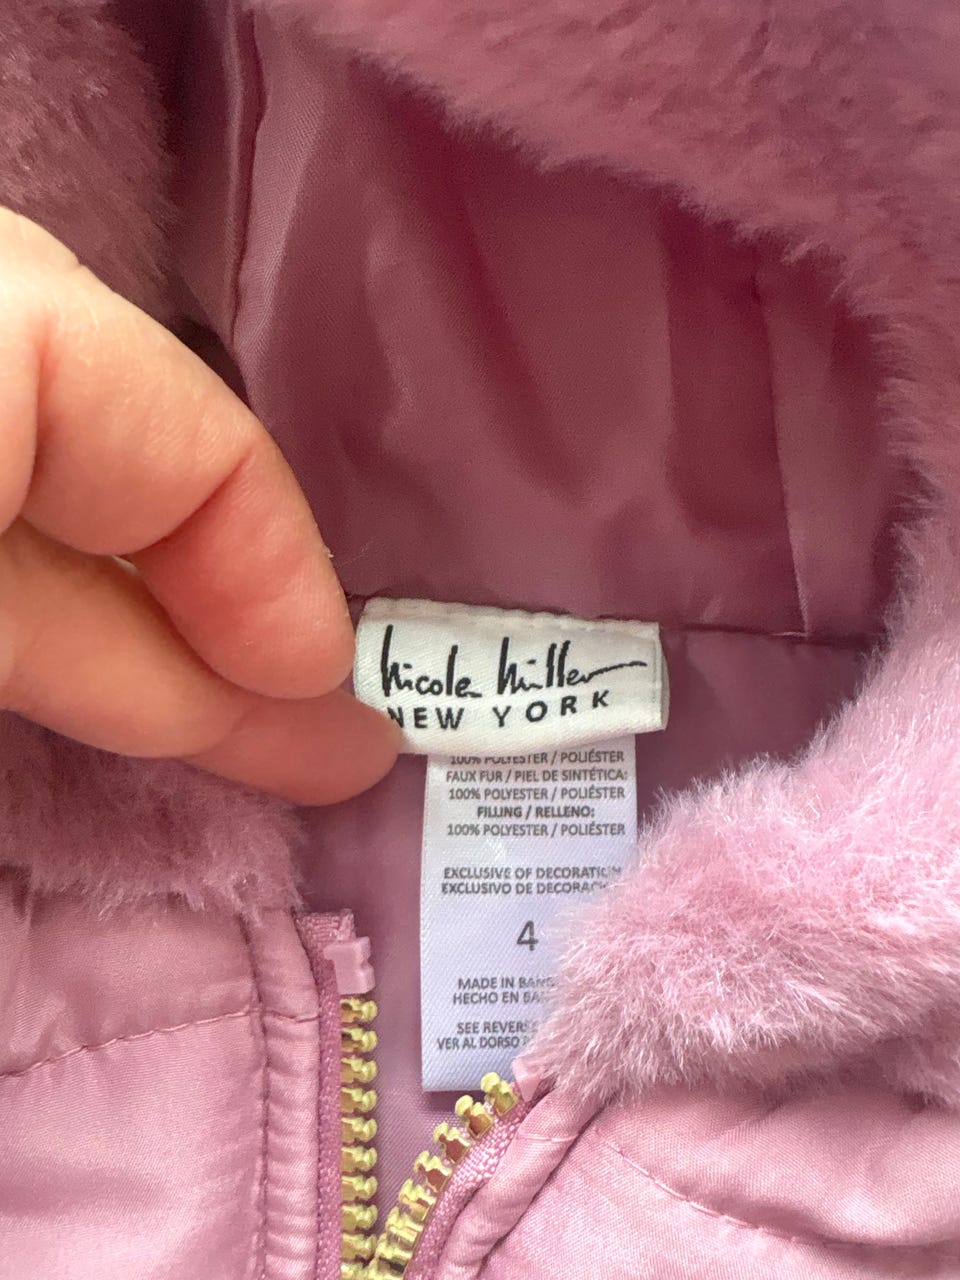 Nicole Miller
NEW YORK
100% POLYESTER / POLIÉSTER
FAUX FUR / PIEL DE SINTÉTICA:
100% POLYESTER / POLIÉSTER
FILLING / RELLENO:
100% POLYESTER / POLIÉSTER
EXCLUSIVE OF DECORATION
EXCLUSIVO DE
4
MADE IN
HECHO EN
SEE
VER AL DORSO